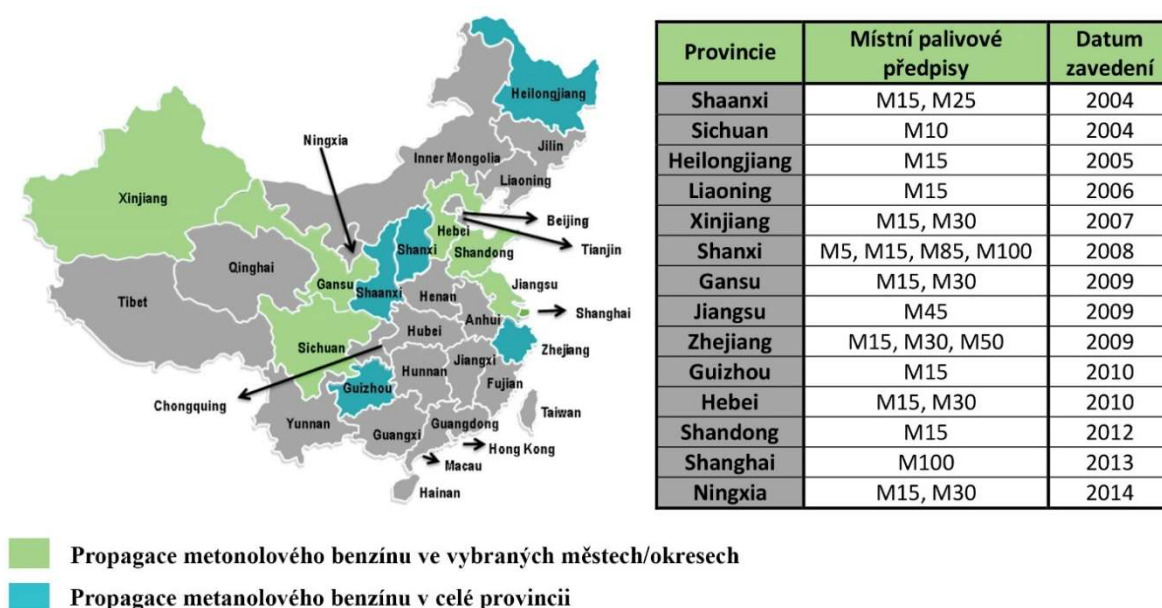 Heilongjiang
Ningxia
Jilin
Inner Mongolia
Liaoning
Xinjiang
Beijing
Hebei
Tianjin
Shanxi
Shandong
Qinghai
Gansu
Jiangsu
Tibet
Shaanxi
Henan
Shanghai
Anhui
Sichuan
Hubei
Zhejiang
Jiangxi
Hunnan
Guizhou
Fujian
Chongquing
Taiwan
Yunnan
Guangdong
Guangxi
Hong Kong
Macau
Hainan
Provincie Místní palivové předpisy Datum zavedení
Shaanxi M15, M25 2004
Sichuan M10 2004
Heilongjiang M15 2005
Liaoning M15 2006
Xinjiang M15, M30 2007
Shanxi M5, M15, M85, M100 2008
Gansu M15, M30 2009
Jiangsu M45 2009
Zhejiang M15, M30, M50 2009
Guizhou M15 2010
Hebei M15, M30 2010
Shandong M15 2012
Shanghai M100 2013
Ningxia M15, M30 2014
Propagace metonolového benzínu ve vybraných městech/okresech
Propagace metanolového benzínu v celé provincii